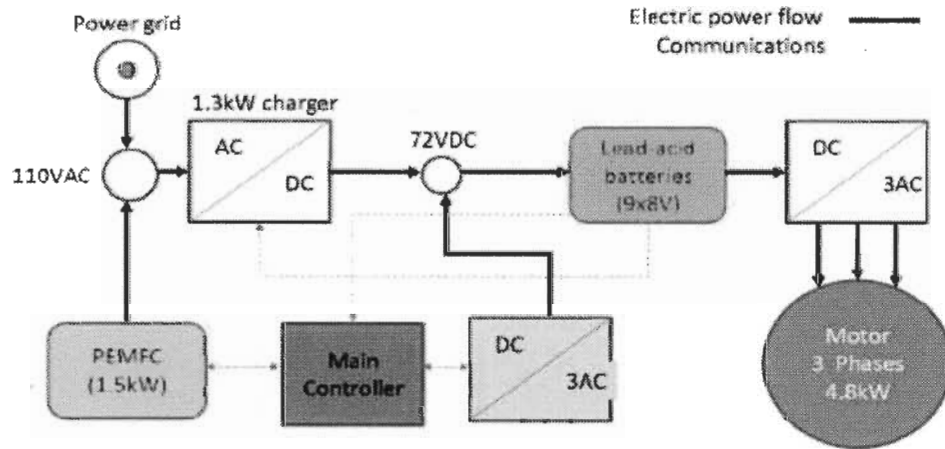 Power grid
Electric power flow
Communications
1.3kW charger
110VAC
AC
DC
72VDC
Lead-acid
batteries
(9x8V)
DC
3AC
PEMFC
(1.5kW)
Main
Controller
DC
3AC
Motor
3 Phases
4.8kW